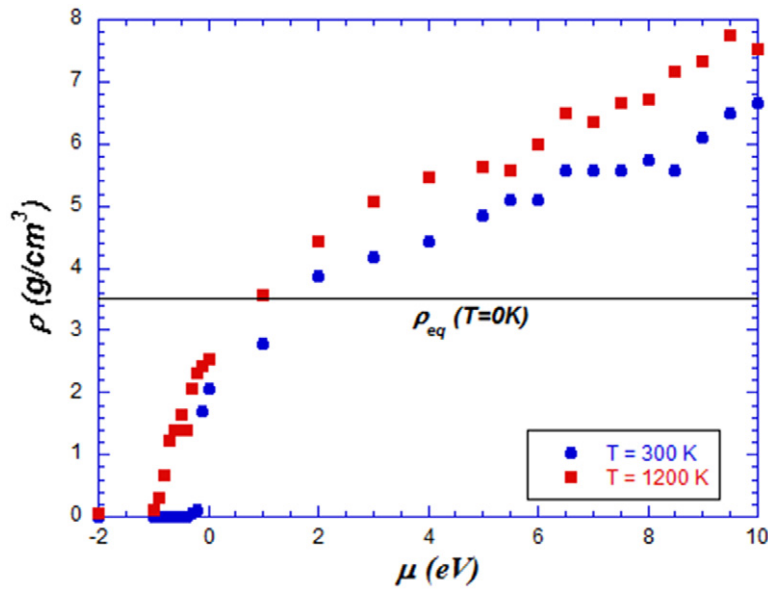 8
7
6
5
4
3
2
1
0
ρ (g/cm³)
ρeq (T=0K)
T = 300 K
T = 1200 K
-2 0 2 4 6 8 10
μ (eV)